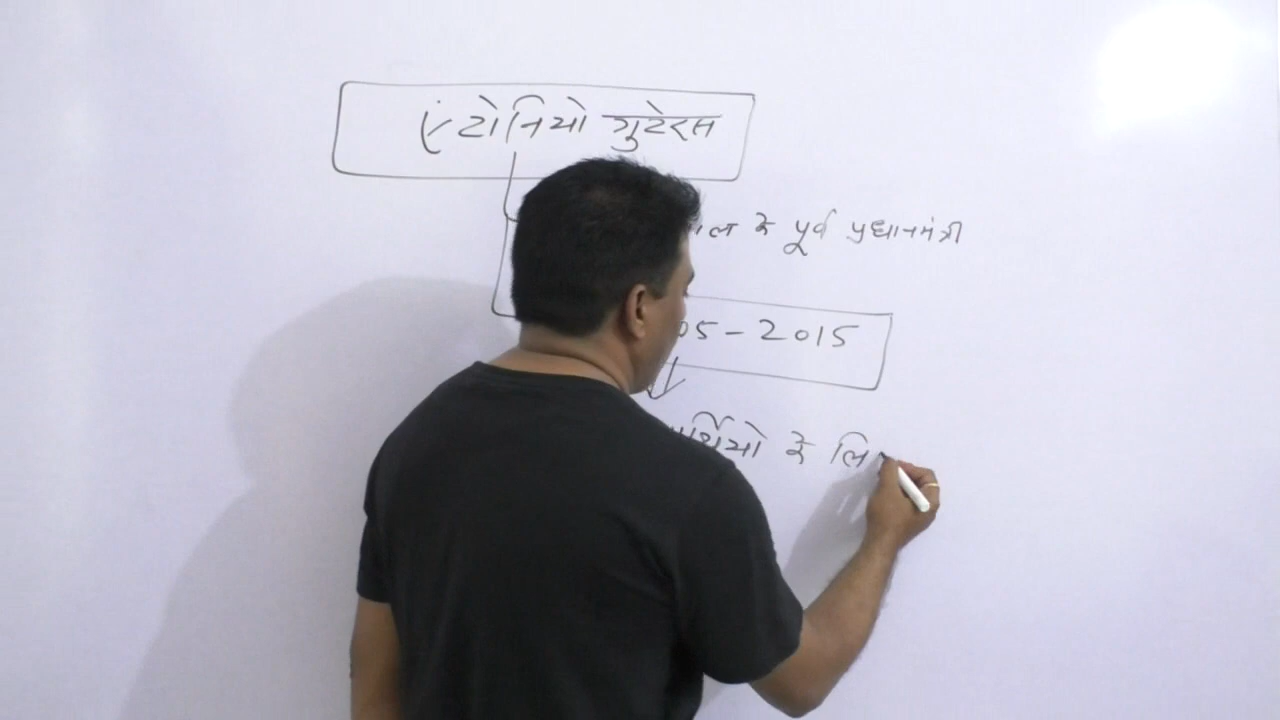 एंटोनियो गुटेरस
ाल के पूर्व प्रधानमंत्री
05-2015
र्थियो के लि